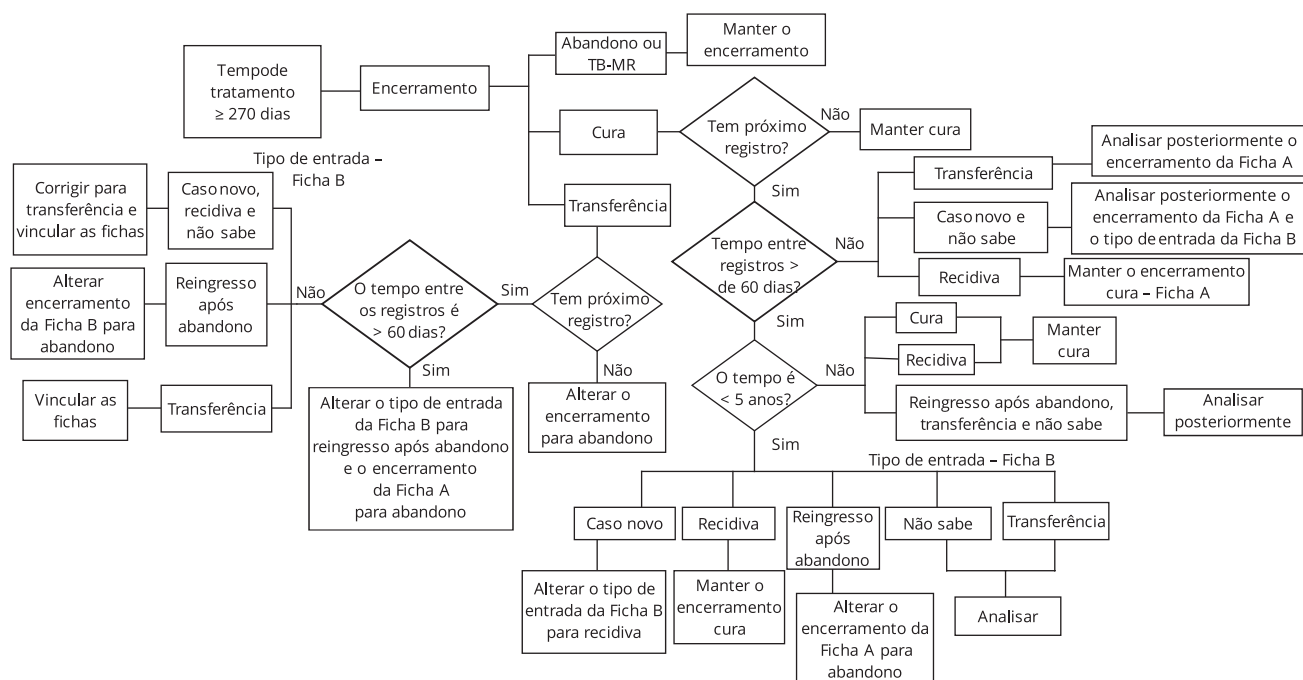 Tempode
tratamento
≥ 270 dias
Encerramento
Abandono ou
TB-MR
Manter o
encerramento
Cura
Tem próximo
registro?
Não
Manter cura
Sim
Transferência
Tempo entre
registros >
de 60 dias?
Não
Transferência
Analisar posteriormente o
encerramento da Ficha A
Caso novo e
não sabe
Analisar posteriormente o
encerramento da Ficha A e
o tipo de entrada da Ficha B
Recidiva
Manter o encerramento
cura – Ficha A
Sim
O tempo é
< 5 anos?
Não
Cura
Recidiva
Manter
cura
Reingresso após abandono,
transferência e não sabe
Analisar
posteriormente
Sim
Tipo de entrada – Ficha B
Caso novo
Recidiva
Reingresso
após
abandono
Não sabe
Transferência
Alterar o tipo de
entrada da Ficha B
para recidiva
Manter o
encerramento
cura
Alterar o
encerramento da
Ficha A para
abandono
Analisar
Tem próximo
registro?
Sim
Não
Alterar o
encerramento
para abandono
O tempo entre
os registros é
> 60 dias?
Não
Sim
Alterar o tipo de entrada
da Ficha B para
reingresso após abandono
e o encerramento
da Ficha A
para abandono
Tipo de entrada –
Ficha B
Caso novo,
recidiva e
não sabe
Corrigir para
transferência e
vincular as fichas
Reingresso
após
abandono
Alterar
encerramento
da Ficha B para
abandono
Transferência
Vincular as
fichas